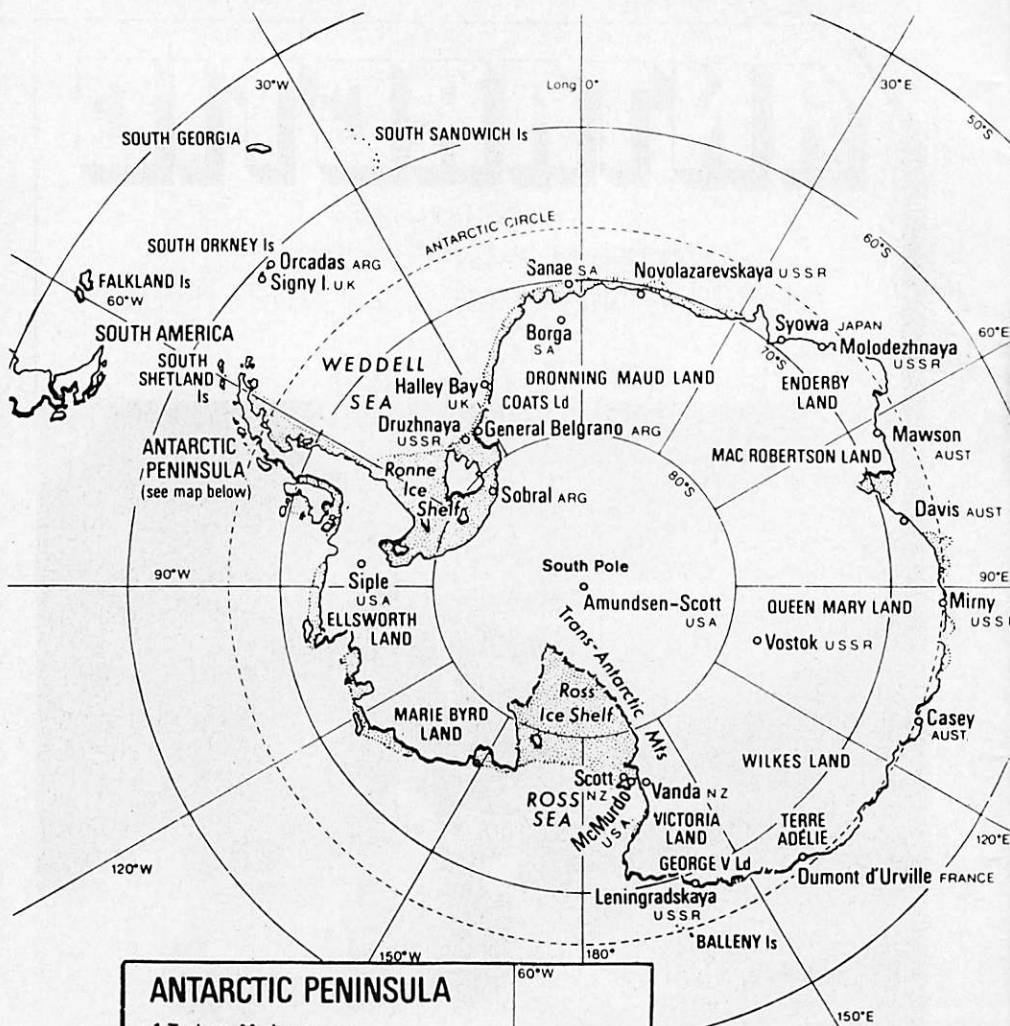 30°W
Long 0°
30°E
50°S
SOUTH GEORGIA
SOUTH SANDWICH Is
ANTARCTIC CIRCLE
60°S
SOUTH ORKNEY Is
Orcadas ARG
Signy I. UK
FALKLAND Is
60°W
Sanae SA
Novolazarevskaya USSR
Borga
SA
Syowa JAPAN
60°E
70°S
Molodezhnaya
USSR
SOUTH AMERICA
SOUTH
SHETLAND
Is
WEDDELL
SEA
Halley Bay
UK
DRONNING MAUD LAND
COATS Ld
ENDERBY
LAND
Druzhnaya
USSR
General Belgrano ARG
Mawson
AUST
MAC ROBERTSON LAND
ANTARCTIC
PENINSULA
(see map below)
Ronne
Ice
Shelf
Sobral ARG
80°S
Davis AUST
90°W
South Pole
90°E
Siple
USA
Amundsen-Scott
USA
QUEEN MARY LAND
Mirny
ELLSWORTH
LAND
Vostok USSR
Trans-Antarctic
Mts
Ross
Ice Shelf
MARIE BYRD
LAND
Casey
AUST
WILKES LAND
Scott
NZ
Vanda NZ
ROSS
SEA
McMurdo
USA
VICTORIA
LAND
TERRE
ADÉLIE
120°E
120°W
GEORGE V Ld
Dumont d'Urville FRANCE
Leningradskaya
USSR
BALLENY Is
150°W
180°
60°W
150°E
ANTARCTIC PENINSULA